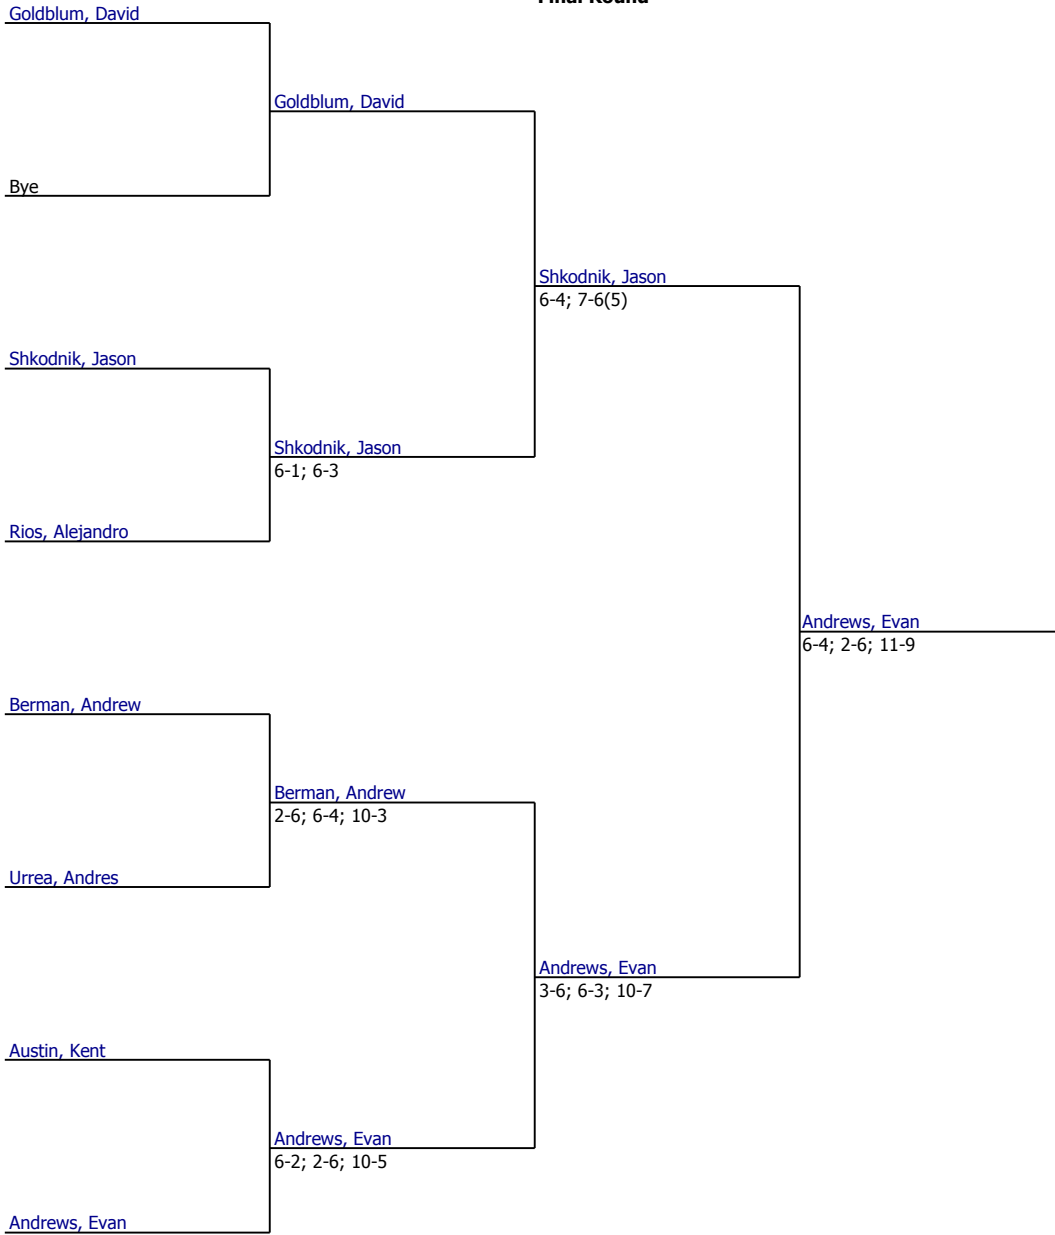 Final Round
Goldblum, David
Goldblum, David
Bye
Shkodnik, Jason
6-4; 7-6(5)
Shkodnik, Jason
Shkodnik, Jason
6-1; 6-3
Rios, Alejandro
Andrews, Evan
6-4; 2-6; 11-9
Berman, Andrew
Berman, Andrew
2-6; 6-4; 10-3
Urrea, Andres
Andrews, Evan
3-6; 6-3; 10-7
Austin, Kent
Andrews, Evan
6-2; 2-6; 10-5
Andrews, Evan